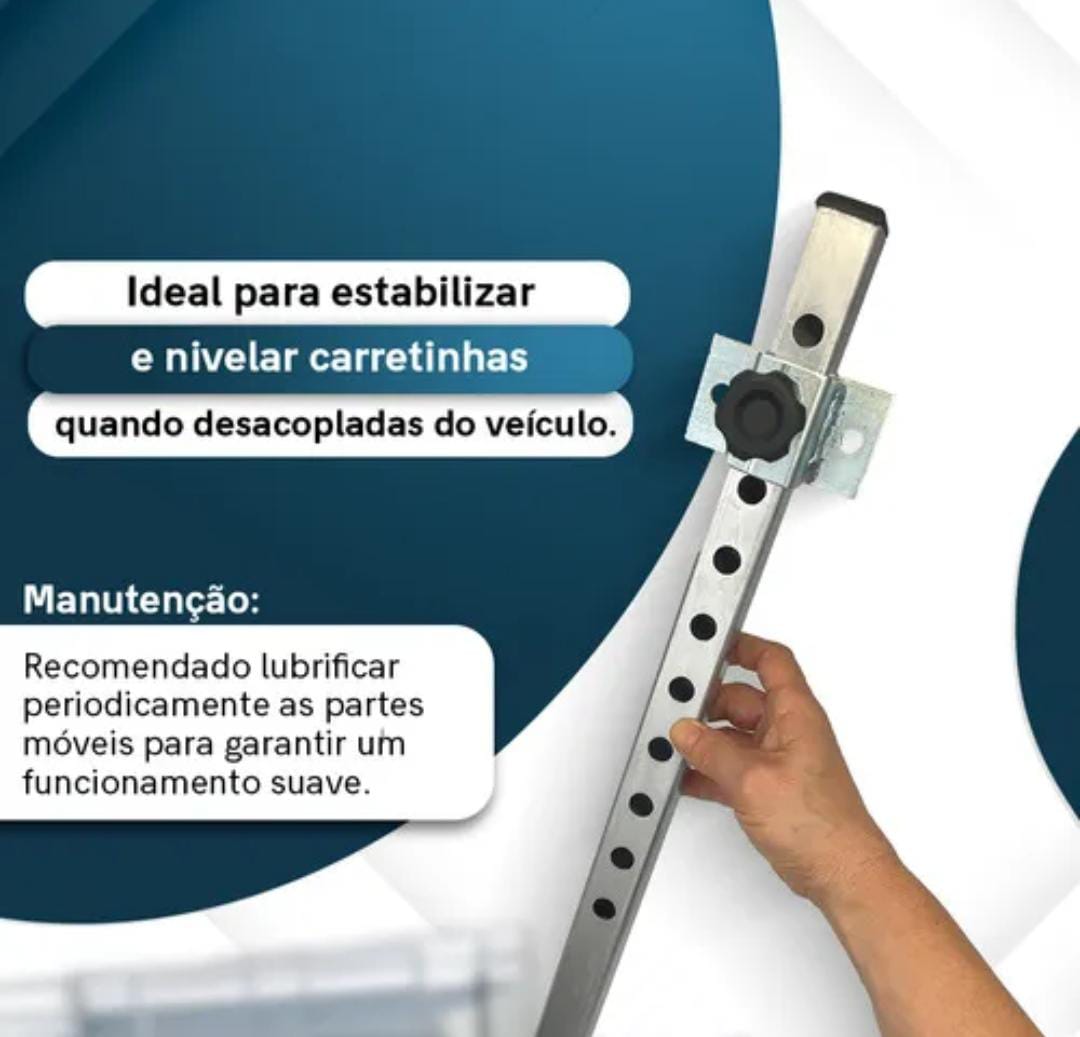 Ideal para estabilizar
e nivelar carretinhas
quando desacopladas do veículo.
Manutenção:
Recomendado lubrificar
periodicamente as partes
móveis para garantir um
funcionamento suave.